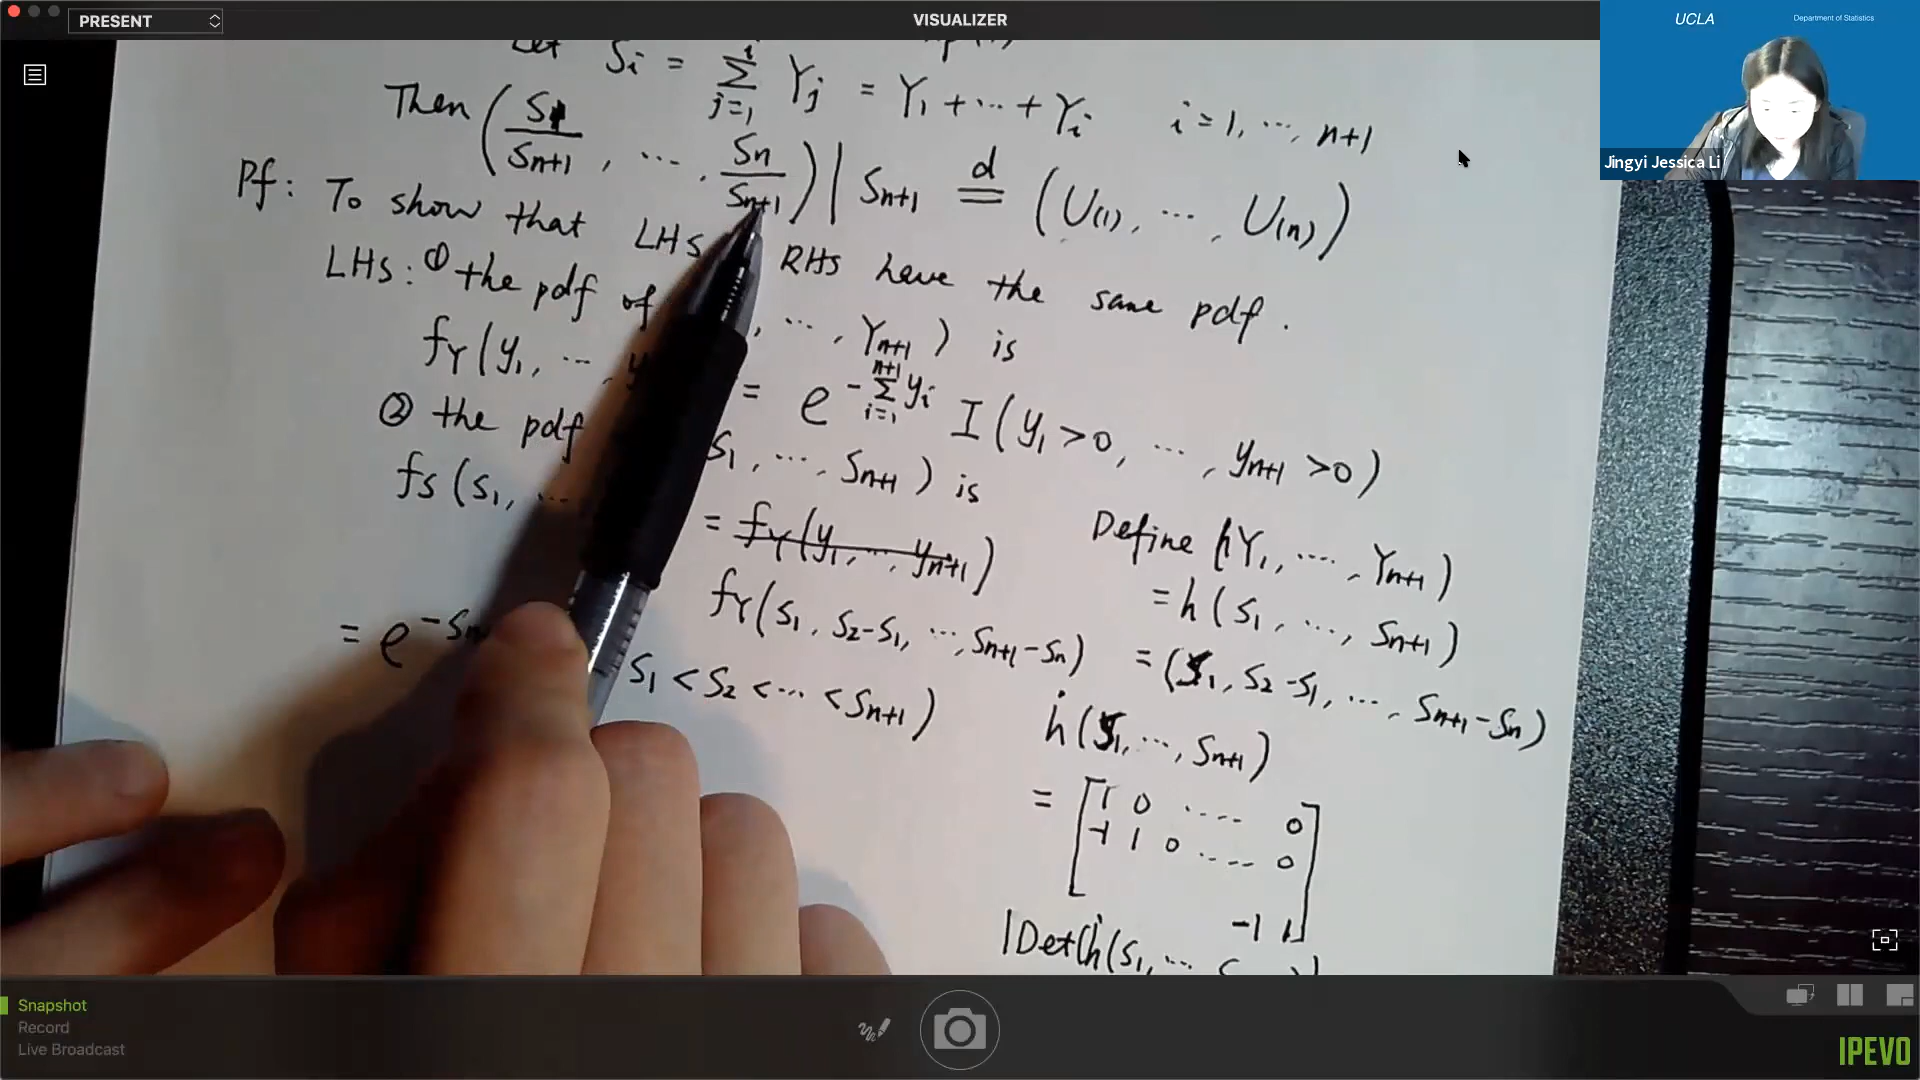 PRESENT
VISUALIZER
UCLA Department of Statistics
Jingyi Jessica Li
Let Si = Σ_{j=1}^{i} Yj = Y1 + ··· + Yi i = 1, ···, n+1
Then (S1/Sn+1, ··· , Sn/Sn+1) | Sn+1 =^d (U(1), ···, U(n))
Pf: To show that LHS RHS have the same pdf.
LHS: ① the pdf of , ···, Yn+1) is
fY(y1, ···, y = e^{-Σ_{i=1}^{n+1} yi} I(y1 >0, ···, yn+1 >0)
② the pdf S1, ···, Sn+1) is
fS(s1, ···
= fY(y1, ···, yn+1)
fY(s1, s2-s1, ···, sn+1-sn)
= e^{-s s1 < s2 < ··· < sn+1)
Define (Y1, ···, Yn+1)
= h(S1, ···, Sn+1)
= (S1, S2-S1, ···, Sn+1-Sn)
ḣ(S1, ···, Sn+1)
= [1 0 ···· 0
-1 1 0 ···· 0
-1 1]
|Det(ḣ(s1, ···
Snapshot
Record
Live Broadcast
IPEVO